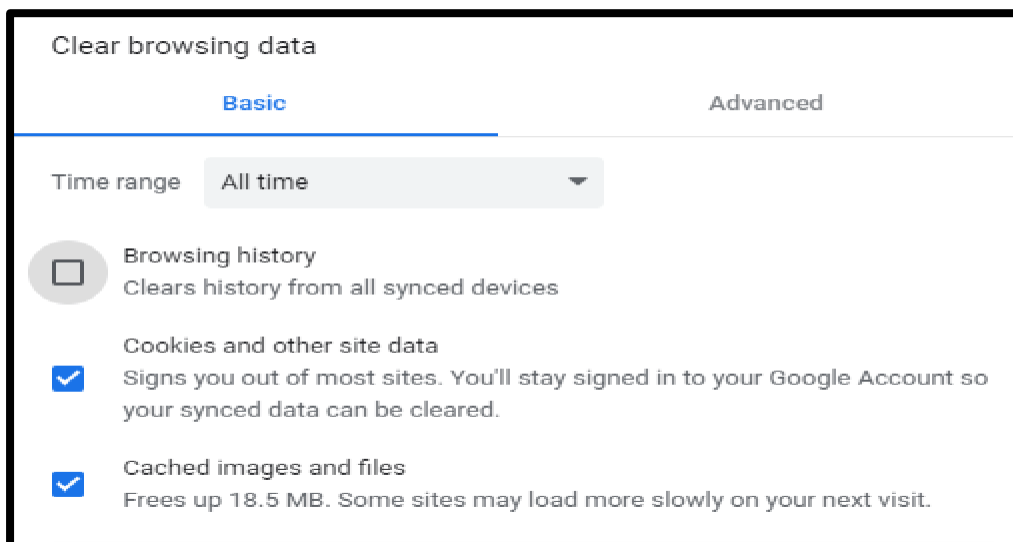 Clear browsing data
Basic
Advanced
Time range
All time
Browsing history
Clears history from all synced devices
Cookies and other site data
Signs you out of most sites. You'll stay signed in to your Google Account so
your synced data can be cleared.
Cached images and files
Frees up 18.5 MB. Some sites may load more slowly on your next visit.